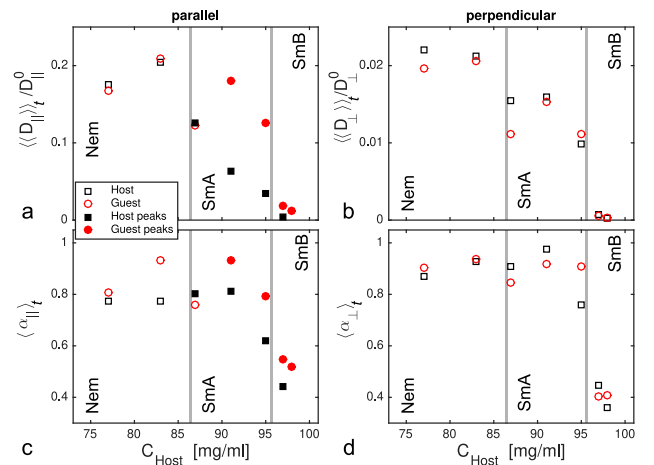 parallel
perpendicular
⟨⟨D||⟩⟩t/D0||
0.2
0.1
0
Nem
SmA
SmB
a
⟨⟨D⊥⟩⟩t/D0⊥
0.02
0.01
0
Nem
SmA
SmB
b
Host
Guest
Host peaks
Guest peaks
⟨α||⟩t
1
0.8
0.6
0.4
Nem
SmA
SmB
75 80 85 90 95 100
c
CHost [mg/ml]
⟨α⊥⟩t
1
0.8
0.6
0.4
Nem
SmA
SmB
75 80 85 90 95 100
d
CHost [mg/ml]